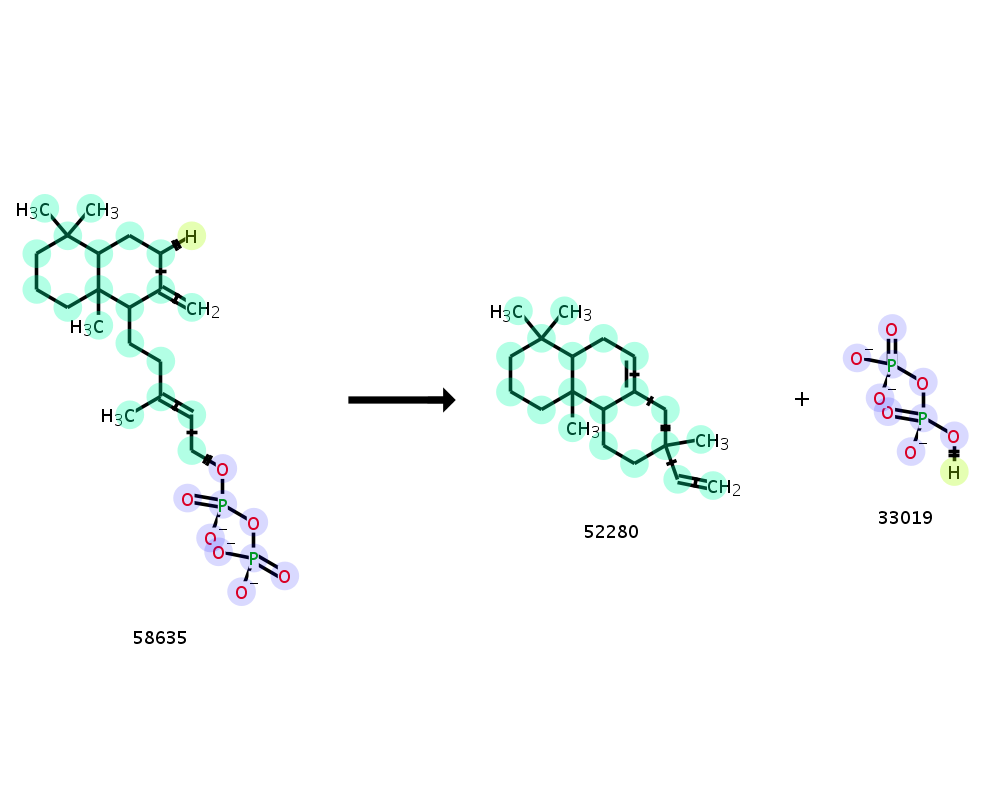 H3C CH3
H
CH2
H3C
H3C
O
O P
O−
O
O− P O
O−
58635
H3C CH3
CH3
CH3
CH2
52280
+
O
O− P
O
O−
O P O
O−
H
33019